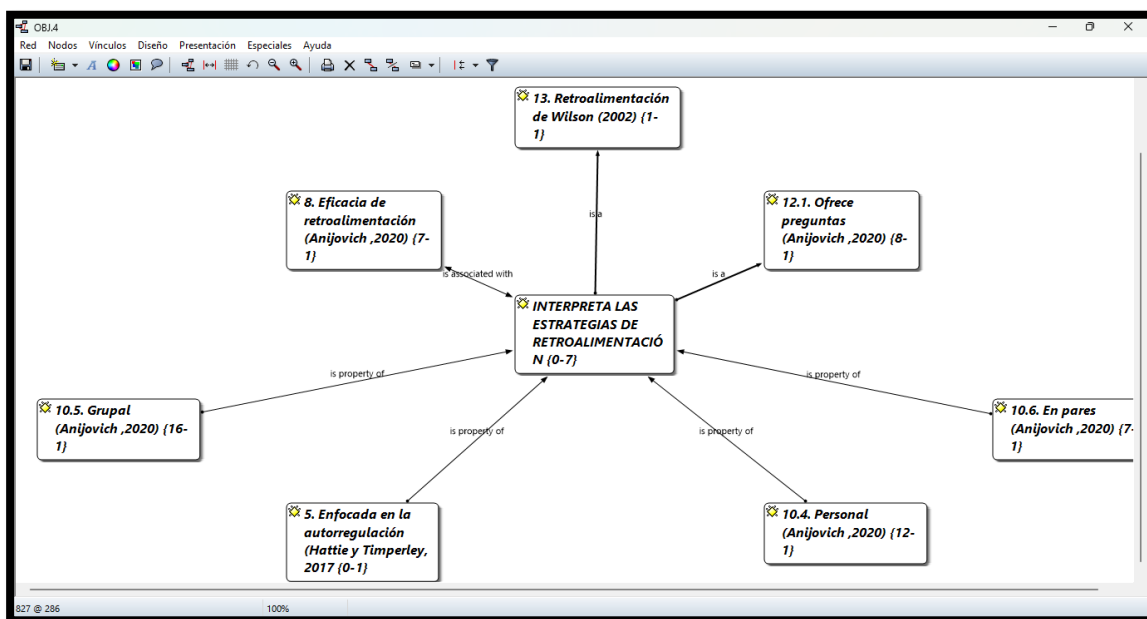 OBJ.4
Red Nodos Vínculos Diseño Presentación Especiales Ayuda
13. Retroalimentación
de Wilson (2002) {1-
1}
8. Eficacia de
retroalimentación
(Anijovich ,2020) {7-
1}
12.1. Ofrece
preguntas
(Anijovich ,2020) {8-
1}
is a
is associated with
is a
INTERPRETA LAS
ESTRATEGIAS DE
RETROALIMENTACIÓ
N {0-7}
is property of
is property of
10.5. Grupal
(Anijovich ,2020) {16-
1}
10.6. En pares
(Anijovich ,2020) {7-
1}
is property of
is property of
5. Enfocada en la
autorregulación
(Hattie y Timperley,
2017 {0-1}
10.4. Personal
(Anijovich ,2020) {12-
1}
827 @ 286
100%